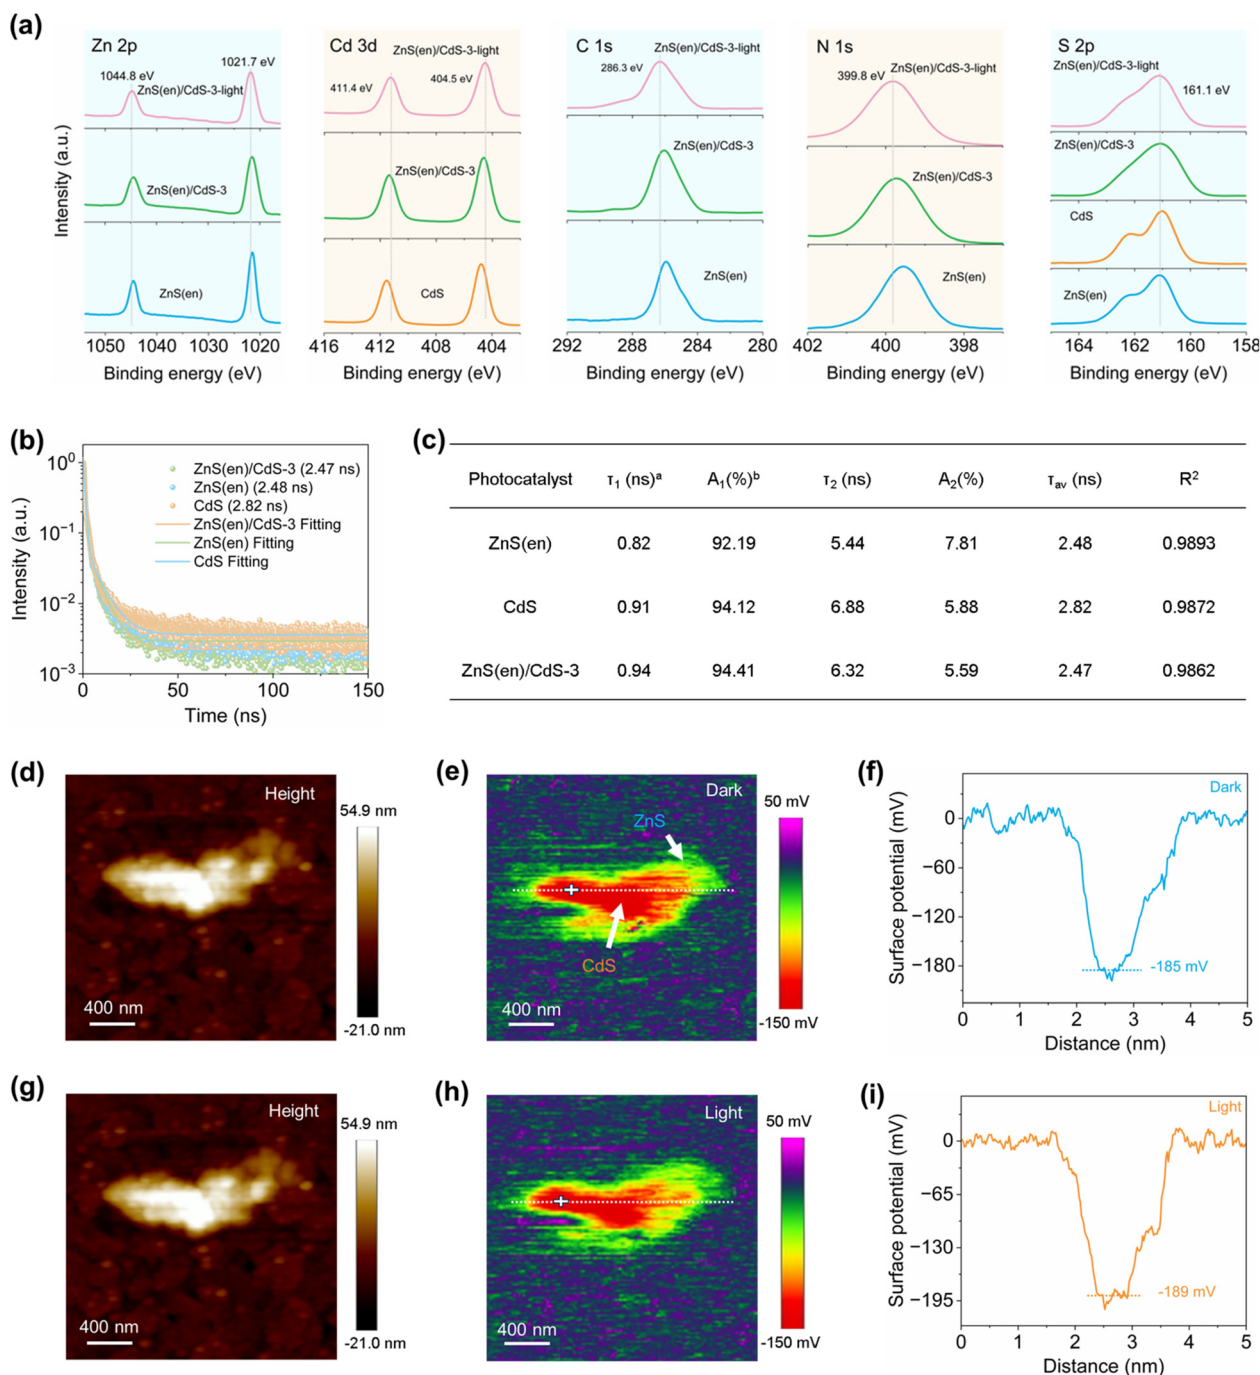 (a)
Zn 2p
1021.7 eV
1044.8 eV
ZnS(en)/CdS-3-light
ZnS(en)/CdS-3
ZnS(en)
1050 1040 1030 1020
Binding energy (eV)
Intensity (a.u.)
Cd 3d
ZnS(en)/CdS-3-light
404.5 eV
411.4 eV
ZnS(en)/CdS-3
CdS
416 412 408 404
Binding energy (eV)
C 1s
ZnS(en)/CdS-3-light
286.3 eV
ZnS(en)/CdS-3
ZnS(en)
292 288 284 280
Binding energy (eV)
N 1s
ZnS(en)/CdS-3-light
399.8 eV
ZnS(en)/CdS-3
ZnS(en)
402 400 398
Binding energy (eV)
S 2p
ZnS(en)/CdS-3-light
161.1 eV
ZnS(en)/CdS-3
CdS
ZnS(en)
164 162 160 158
Binding energy (eV)
(b)
10⁰
10⁻¹
10⁻²
10⁻³
Intensity (a.u.)
ZnS(en)/CdS-3 (2.47 ns)
ZnS(en) (2.48 ns)
CdS (2.82 ns)
ZnS(en)/CdS-3 Fitting
ZnS(en) Fitting
CdS Fitting
0 50 100 150
Time (ns)
(c)
Photocatalyst τ₁ (ns)ᵃ A₁(%)ᵇ τ₂ (ns) A₂(%) τav (ns) R²
ZnS(en) 0.82 92.19 5.44 7.81 2.48 0.9893
CdS 0.91 94.12 6.88 5.88 2.82 0.9872
ZnS(en)/CdS-3 0.94 94.41 6.32 5.59 2.47 0.9862
(d)
Height
400 nm
54.9 nm
-21.0 nm
(e)
Dark
ZnS
CdS
400 nm
50 mV
-150 mV
(f)
Dark
Surface potential (mV)
0
−60
−120
−180
-185 mV
0 1 2 3 4 5
Distance (nm)
(g)
Height
400 nm
54.9 nm
-21.0 nm
(h)
Light
400 nm
50 mV
-150 mV
(i)
Light
Surface potential (mV)
0
−65
−130
−195
-189 mV
0 1 2 3 4 5
Distance (nm)